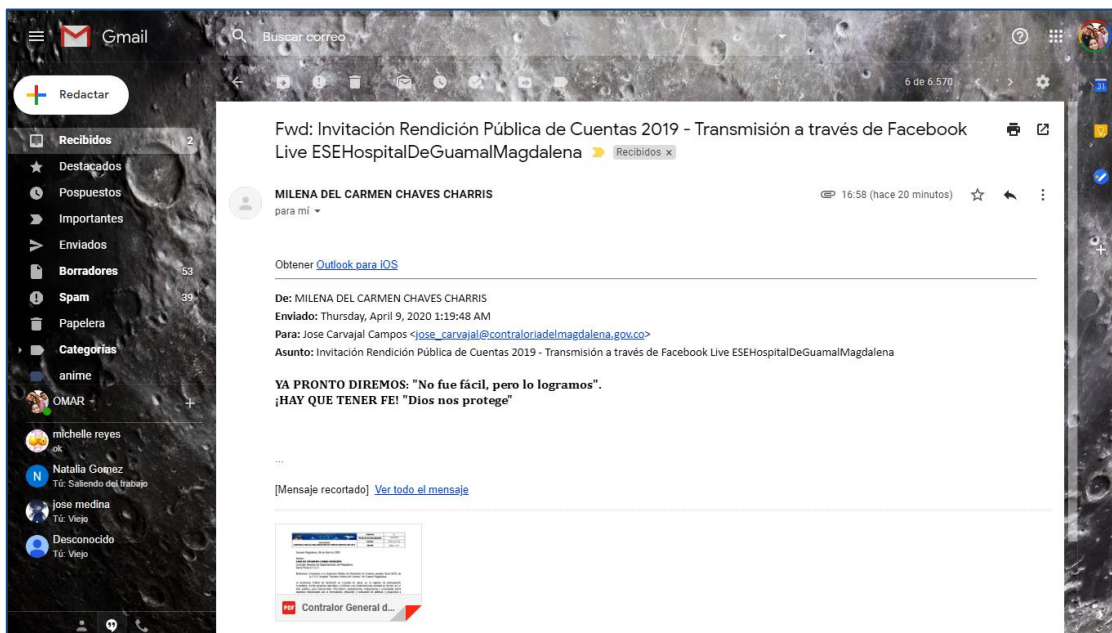 Gmail
Buscar correo
Redactar
6 de 6.570
31
Recibidos 2
Destacados
Pospuestos
Importantes
Enviados
Borradores 53
Spam 39
Papelera
Categorías
anime
OMAR
michelle reyes
ok
N
Natalia Gomez
Tú: Saliendo del trabajo
jose medina
Tú: Viejo
Desconocido
Tú: Viejo
Fwd: Invitación Rendición Pública de Cuentas 2019 - Transmisión a través de Facebook
Live ESEHospitalDeGuamalMagdalena Recibidos x
MILENA DEL CARMEN CHAVES CHARRIS
16:58 (hace 20 minutos)
para mí
Obtener Outlook para iOS
De: MILENA DEL CARMEN CHAVES CHARRIS
Enviado: Thursday, April 9, 2020 1:19:48 AM
Para: Jose Carvajal Campos <jose_carvajal@contraloriadelmagdalena.gov.co>
Asunto: Invitación Rendición Pública de Cuentas 2019 - Transmisión a través de Facebook Live ESEHospitalDeGuamalMagdalena
YA PRONTO DIREMOS: "No fue fácil, pero lo logramos".
¡HAY QUE TENER FE! "Dios nos protege"
...
[Mensaje recortado] Ver todo el mensaje
PDF Contralor General d...